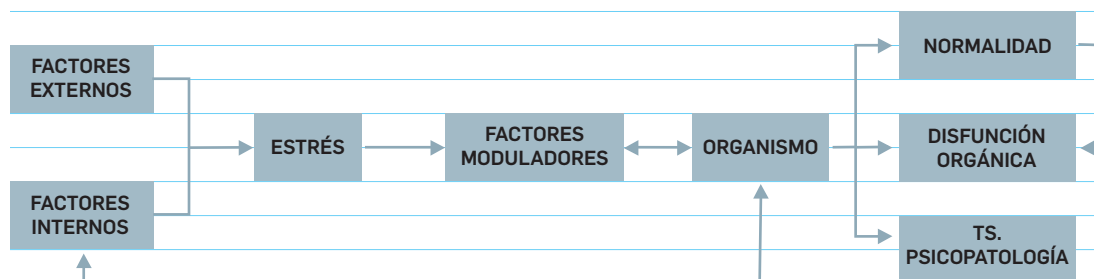 FACTORES
EXTERNOS
FACTORES
INTERNOS
ESTRÉS
FACTORES
MODULADORES
ORGANISMO
NORMALIDAD
DISFUNCIÓN
ORGÁNICA
TS.
PSICOPATOLOGÍA